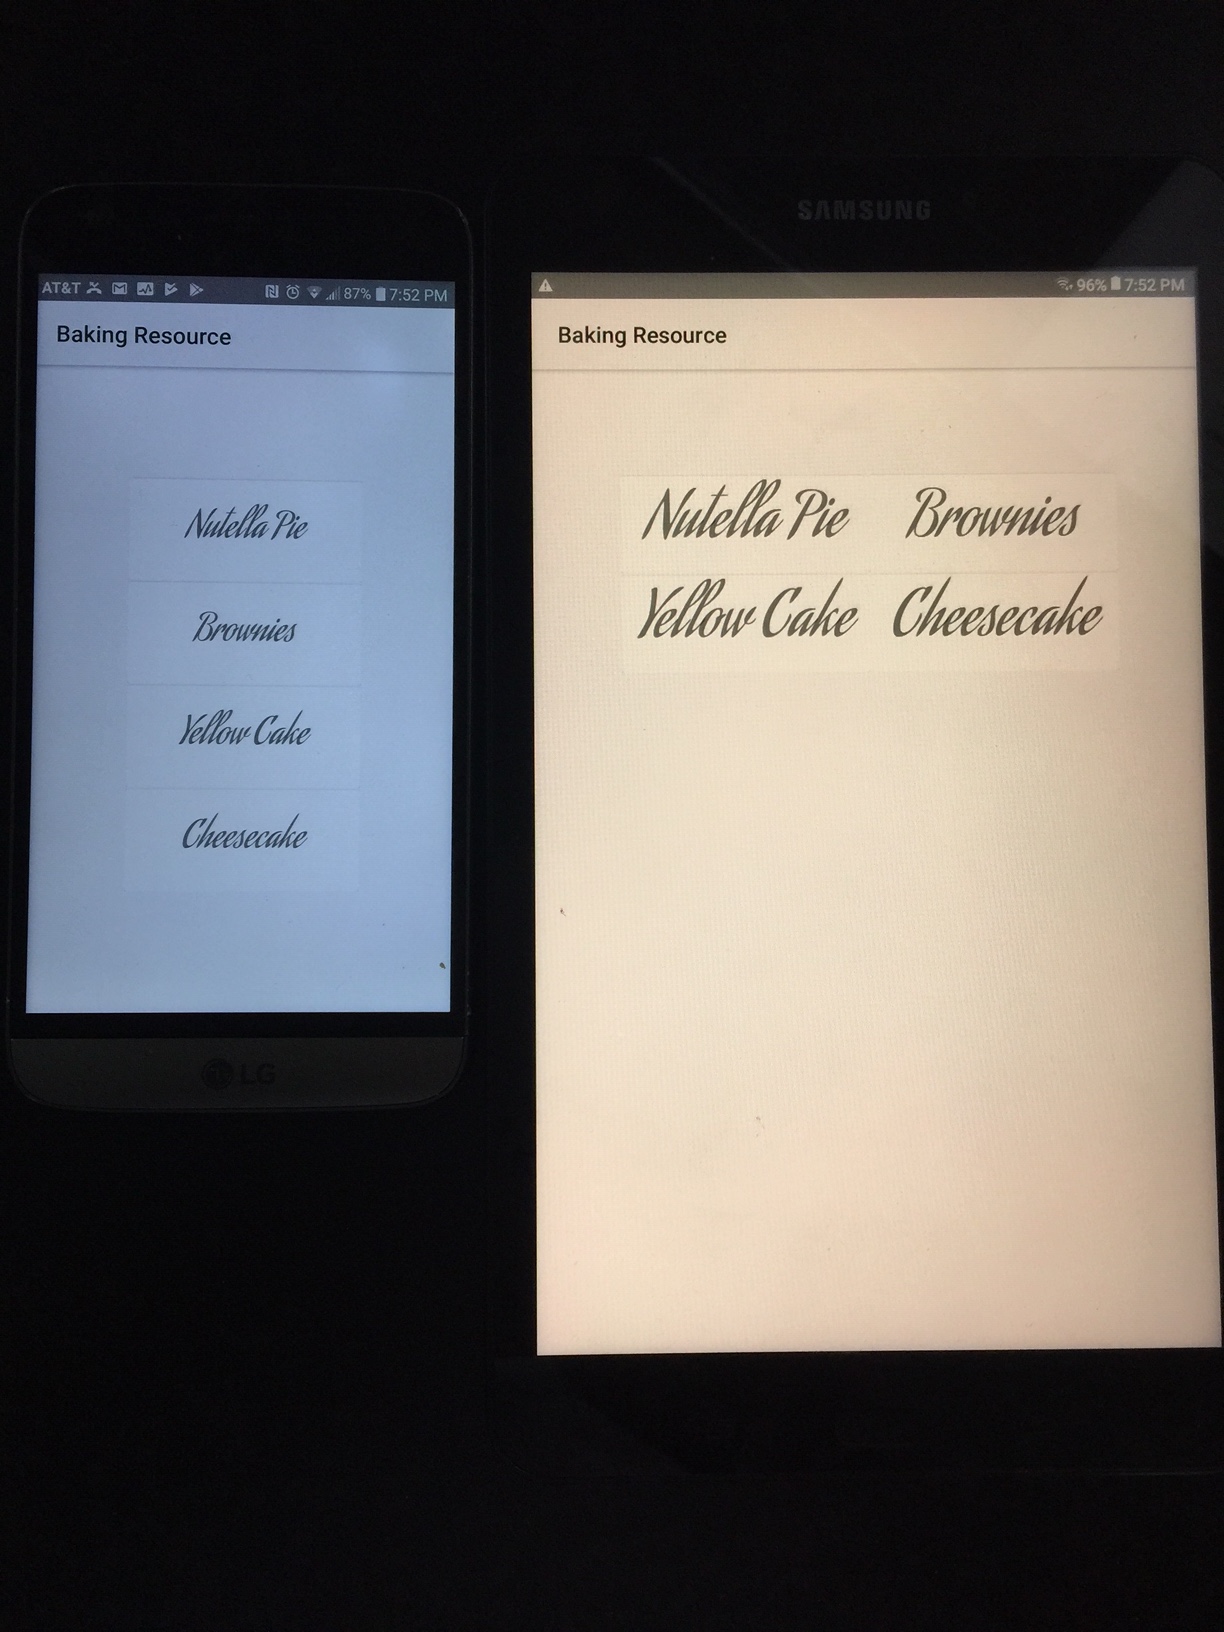 AT&T 87% 7:52 PM
Baking Resource
Nutella Pie
Brownies
Yellow Cake
Cheesecake
LG
SAMSUNG
96% 7:52 PM
Baking Resource
Nutella Pie Brownies
Yellow Cake Cheesecake